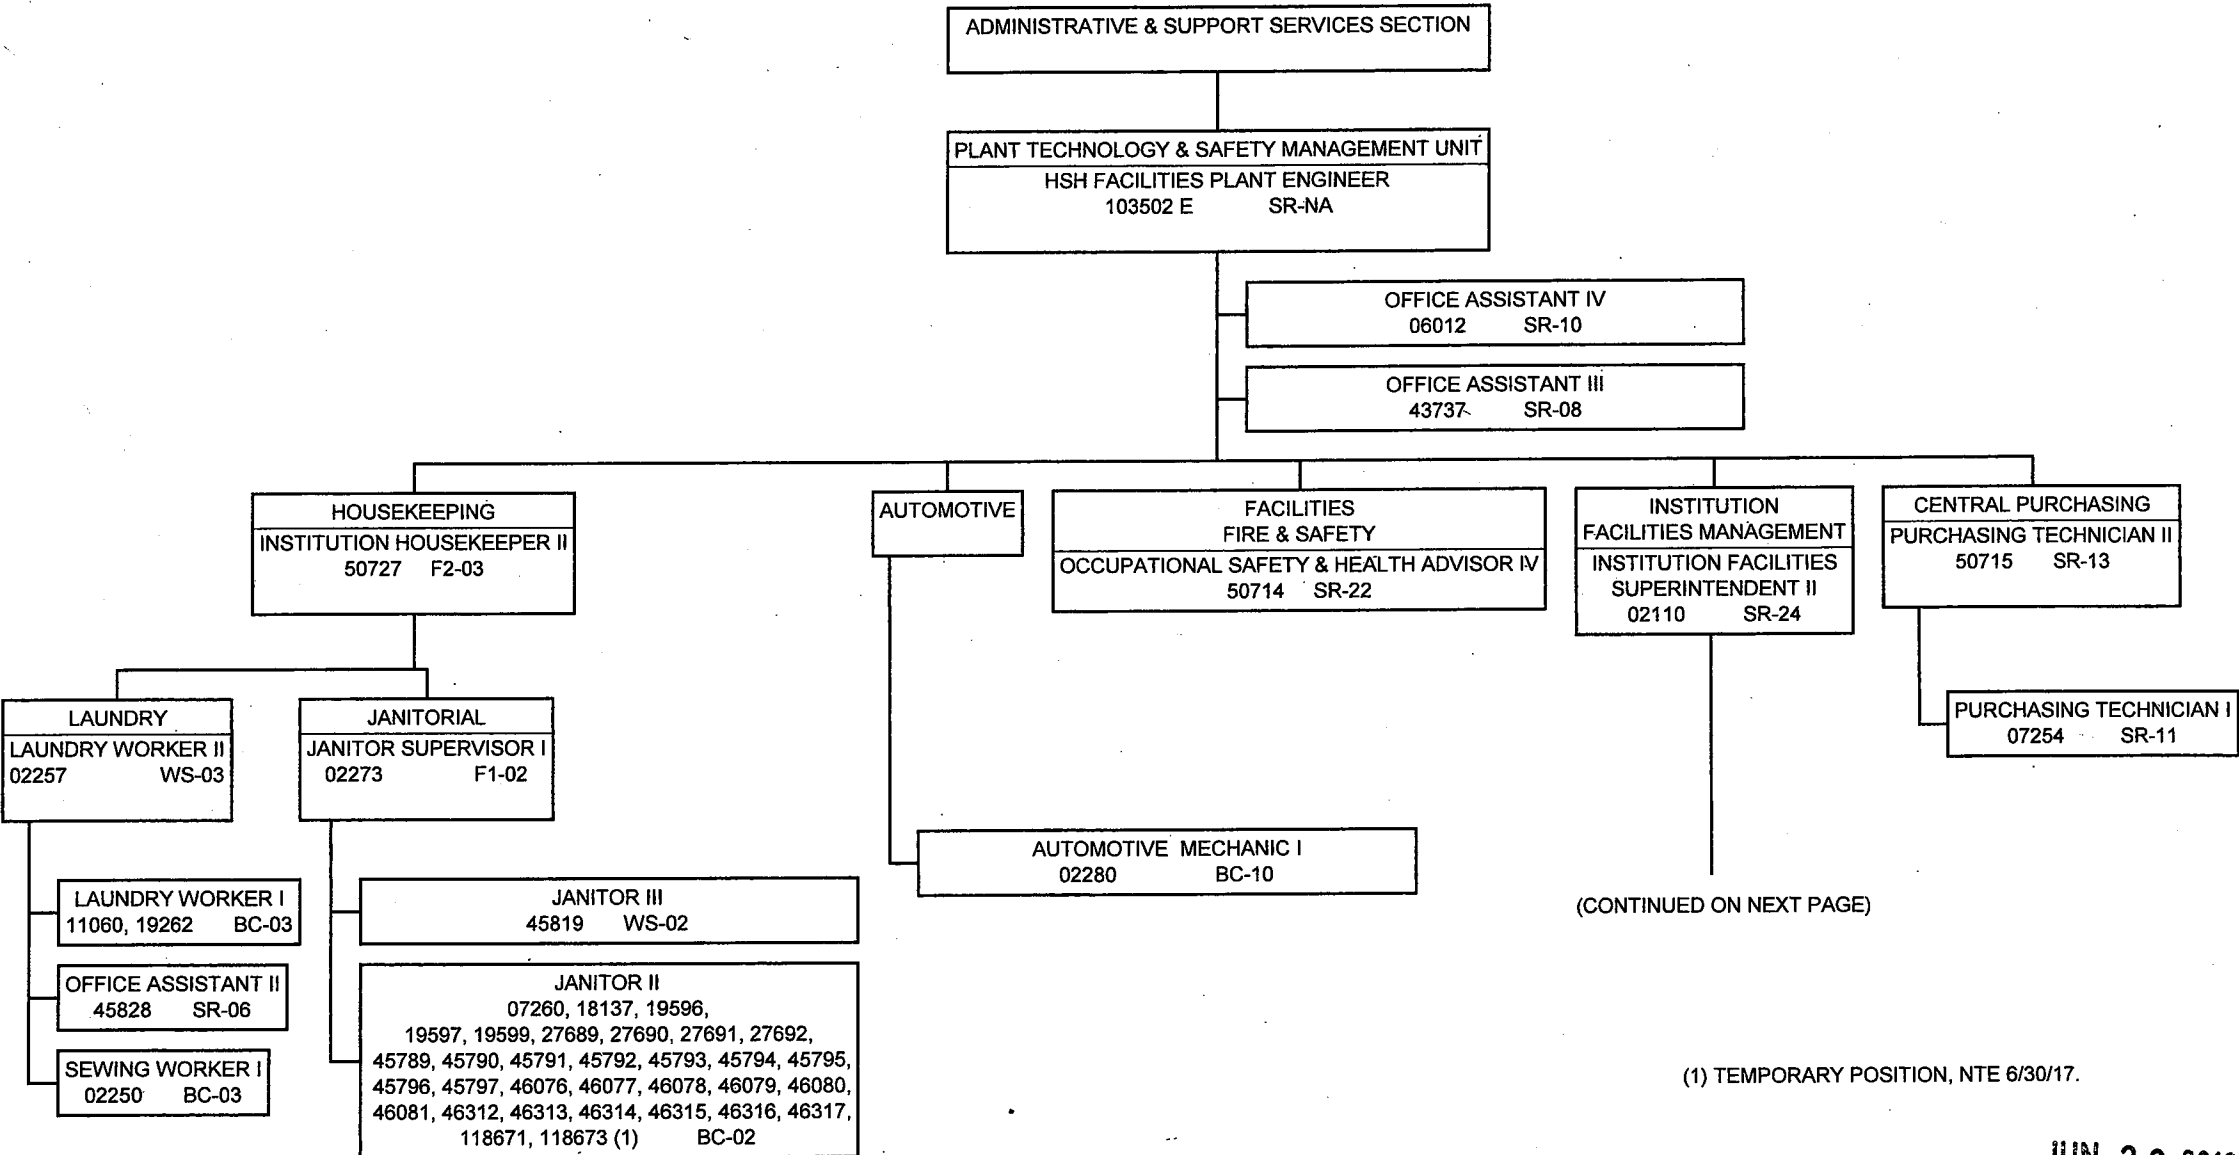 ADMINISTRATIVE & SUPPORT SERVICES SECTION
PLANT TECHNOLOGY & SAFETY MANAGEMENT UNIT
HSH FACILITIES PLANT ENGINEER
103502 E SR-NA
OFFICE ASSISTANT IV
06012 SR-10
OFFICE ASSISTANT III
43737 SR-08
HOUSEKEEPING
INSTITUTION HOUSEKEEPER II
50727 F2-03
AUTOMOTIVE
FACILITIES
FIRE & SAFETY
OCCUPATIONAL SAFETY & HEALTH ADVISOR IV
50714 SR-22
INSTITUTION
FACILITIES MANAGEMENT
INSTITUTION FACILITIES
SUPERINTENDENT II
02110 SR-24
CENTRAL PURCHASING
PURCHASING TECHNICIAN II
50715 SR-13
LAUNDRY
LAUNDRY WORKER II
02257 WS-03
JANITORIAL
JANITOR SUPERVISOR I
02273 F1-02
PURCHASING TECHNICIAN I
07254 SR-11
AUTOMOTIVE MECHANIC I
02280 BC-10
LAUNDRY WORKER I
11060, 19262 BC-03
OFFICE ASSISTANT II
45828 SR-06
SEWING WORKER I
02250 BC-03
JANITOR III
45819 WS-02
JANITOR II
07260, 18137, 19596,
19597, 19599, 27689, 27690, 27691, 27692,
45789, 45790, 45791, 45792, 45793, 45794, 45795,
45796, 45797, 46076, 46077, 46078, 46079, 46080,
46081, 46312, 46313, 46314, 46315, 46316, 46317,
118671, 118673 (1) BC-02
(CONTINUED ON NEXT PAGE)
(1) TEMPORARY POSITION, NTE 6/30/17.
JUN